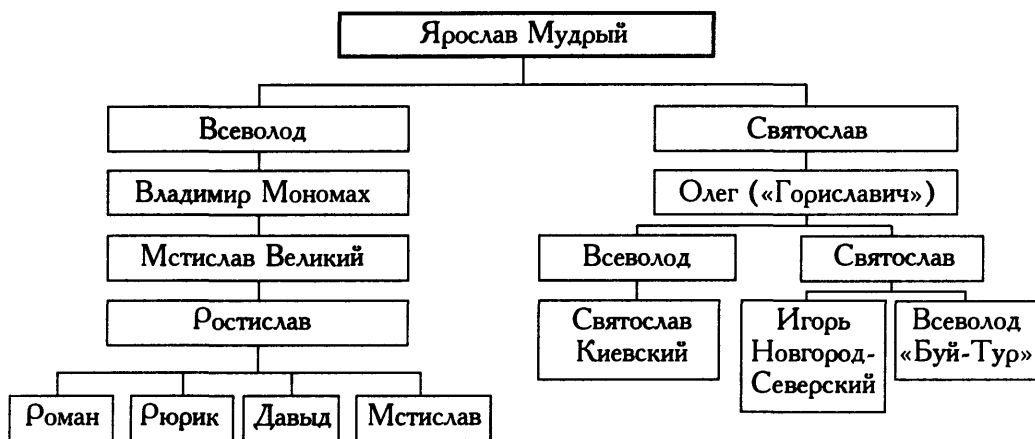 Ярослав Мудрый
Всеволод
Святослав
Владимир Мономах
Олег («Гориславич»)
Мстислав Великий
Всеволод
Святослав
Ростислав
Святослав
Киевский
Игорь
Новгород-
Северский
Всеволод
«Буй-Тур»
Роман
Рюрик
Давыд
Мстислав